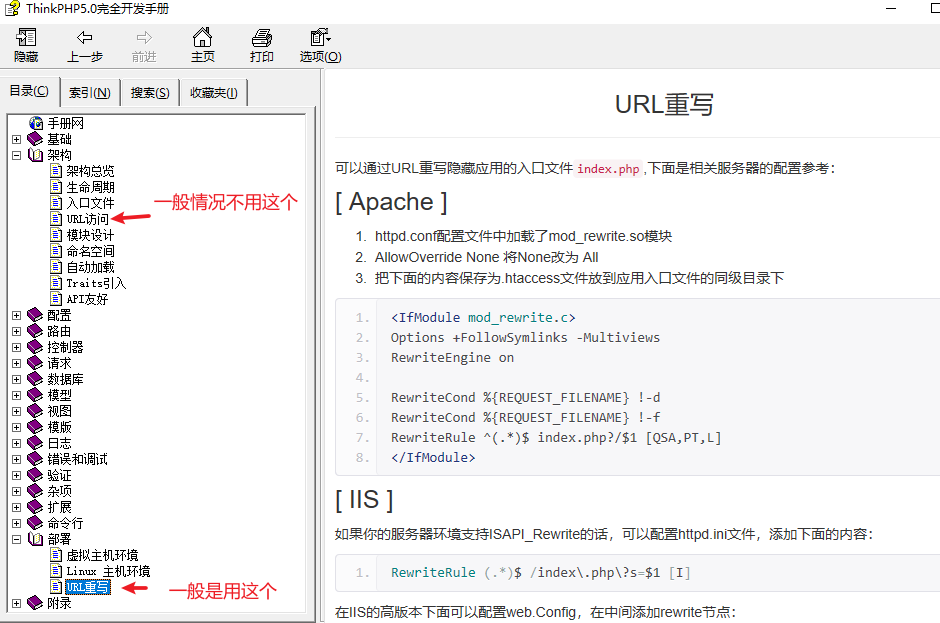 ThinkPHP5.0完全开发手册
隐藏 上一步 前进 主页 打印 选项(O)
目录(C) 索引(N) 搜索(S) 收藏夹(I)
手册网
基础
架构
架构总览
生命周期
入口文件
URL访问
模块设计
命名空间
自动加载
Traits引入
API友好
配置
路由
控制器
请求
数据库
模型
视图
模版
日志
错误和调试
验证
杂项
扩展
命令行
部署
虚拟主机环境
Linux 主机环境
URL重写
附录
一般情况不用这个
一般是用这个
URL重写
可以通过URL重写隐藏应用的入口文件index.php,下面是相关服务器的配置参考：
[ Apache ]
1. httpd.conf配置文件中加载了mod_rewrite.so模块
2. AllowOverride None 将None改为 All
3. 把下面的内容保存为.htaccess文件放到应用入口文件的同级目录下
1. <IfModule mod_rewrite.c>
2. Options +FollowSymlinks -Multiviews
3. RewriteEngine on
4.
5. RewriteCond %{REQUEST_FILENAME} !-d
6. RewriteCond %{REQUEST_FILENAME} !-f
7. RewriteRule ^(.*)$ index.php?/$1 [QSA,PT,L]
8. </IfModule>
[ IIS ]
如果你的服务器环境支持ISAPI_Rewrite的话，可以配置httpd.ini文件，添加下面的内容：
1. RewriteRule (.*)$ /index\.php\?s=$1 [I]
在IIS的高版本下面可以配置web.Config，在中间添加rewrite节点：